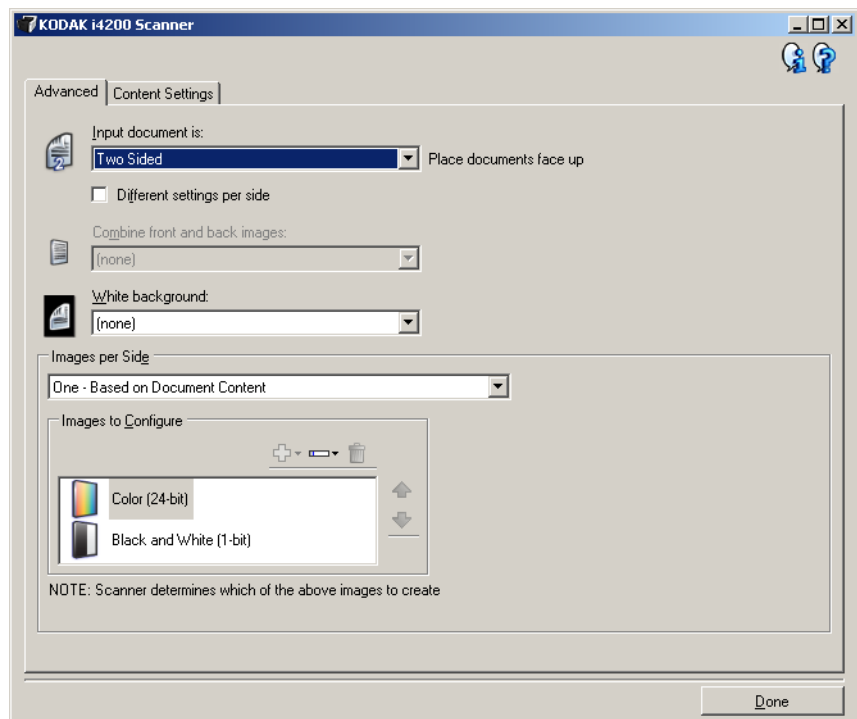 KODAK i4200 Scanner
Advanced Content Settings
Input document is:
Two Sided Place documents face up
Different settings per side
Combine front and back images:
(none)
White background:
(none)
Images per Side
One - Based on Document Content
Images to Configure
Color (24-bit)
Black and White (1-bit)
NOTE: Scanner determines which of the above images to create
Done